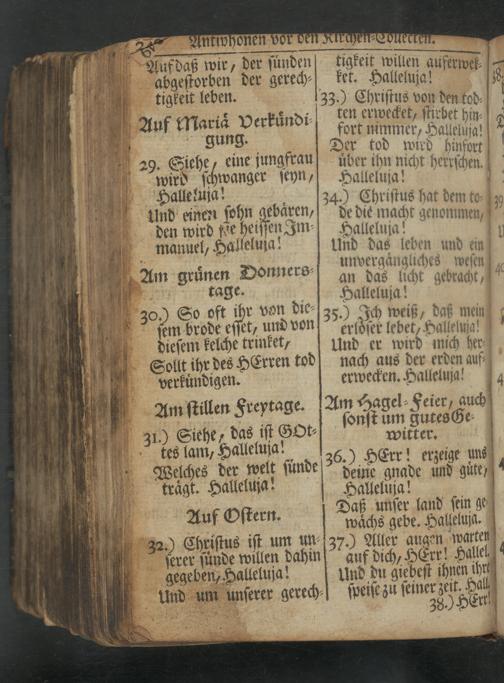 Antwhonen vor den Kirchen-Collecten.
Auf daß wir, der sünden
abgestorben der gerech-
tigkeit leben.
Auf Mariä Verkündi-
gung.
29. Siehe, eine jungfrau
wird schwanger seyn,
Halleluja!
Und einen sohn gebären,
den wird sie heissen Im-
manuel, Halleluja!
Am grünen Donners-
tage.
30.) So oft ihr von die-
sem brode esset, und von
diesem kelche trinket,
Sollt ihr des HErren tod
verkündigen.
Am stillen Freytage.
31.) Siehe, das ist GOt-
tes lam, Halleluja!
Welches der welt sünde
trägt. Halleluja!
Auf Ostern.
32.) Christus ist um un-
serer sünde willen dahin
gegeben, Halleluja!
Und um unserer gerech-
tigkeit willen auferwek-
ket. Halleluja!
33.) Christus von den tod-
ten erwecket, stirbet hin-
fort nimmer, Halleluja!
Der tod wird hinfort
über ihn nicht herrschen.
Halleluja!
34.) Christus hat dem to-
de die macht genommen,
Halleluja!
Und das leben und ein
unvergängliches wesen
an das licht gebracht,
Halleluja!
35.) Ich weiß, daß mein
erlöser lebet, Halleluja!
Und er wird mich her-
nach aus der erden auf-
erwecken. Halleluja!
Am Hagel-Feier, auch
sonst um gutes Ge-
witter.
36.) HErr! erzeige uns
deine gnade und güte,
Halleluja!
Daß unser land sein ge-
wächs gebe. Halleluja.
37.) Aller augen warten
auf dich, HErr! Hallel.
Und du giebest ihnen ihre
speise zu seiner zeit. Hall.
38.) HErr!